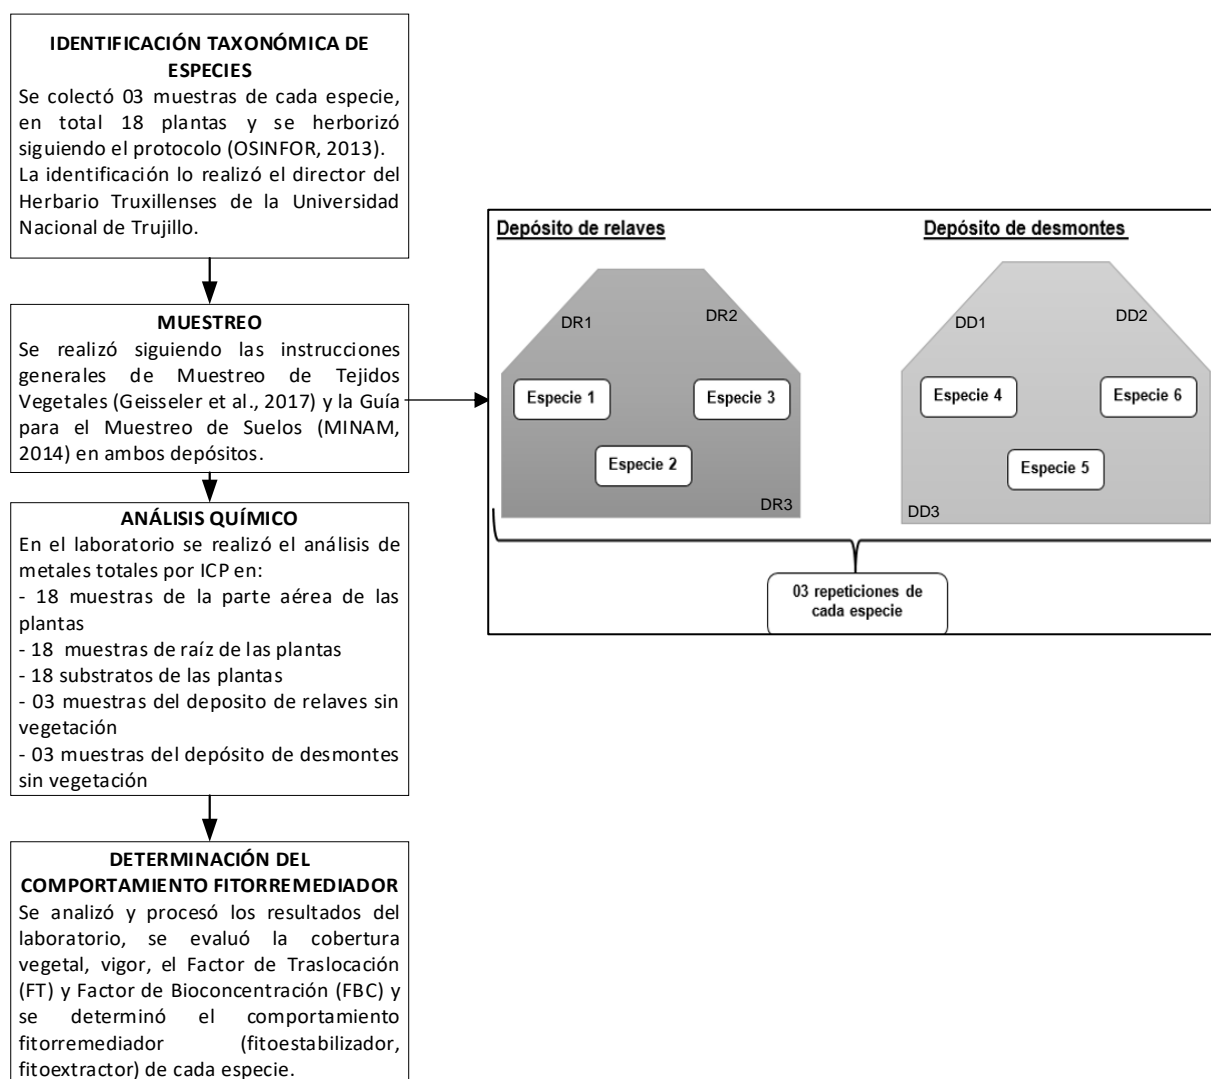 IDENTIFICACIÓN TAXONÓMICA DE
ESPECIES
Se colectó 03 muestras de cada especie,
en total 18 plantas y se herborizó
siguiendo el protocolo (OSINFOR, 2013).
La identificación lo realizó el director del
Herbario Truxillenses de la Universidad
Nacional de Trujillo.
MUESTREO
Se realizó siguiendo las instrucciones
generales de Muestreo de Tejidos
Vegetales (Geisseler et al., 2017) y la Guía
para el Muestreo de Suelos (MINAM,
2014) en ambos depósitos.
ANÁLISIS QUÍMICO
En el laboratorio se realizó el análisis de
metales totales por ICP en:
- 18 muestras de la parte aérea de las
plantas
- 18 muestras de raíz de las plantas
- 18 substratos de las plantas
- 03 muestras del deposito de relaves sin
vegetación
- 03 muestras del depósito de desmontes
sin vegetación
DETERMINACIÓN DEL
COMPORTAMIENTO FITORREMEDIADOR
Se analizó y procesó los resultados del
laboratorio, se evaluó la cobertura
vegetal, vigor, el Factor de Traslocación
(FT) y Factor de Bioconcentración (FBC) y
se determinó el comportamiento
fitorremediador (fitoestabilizador,
fitoextractor) de cada especie.
Depósito de relaves
DR1
DR2
Especie 1
Especie 3
Especie 2
DR3
Depósito de desmontes
DD1
DD2
Especie 4
Especie 6
Especie 5
DD3
03 repeticiones de
cada especie